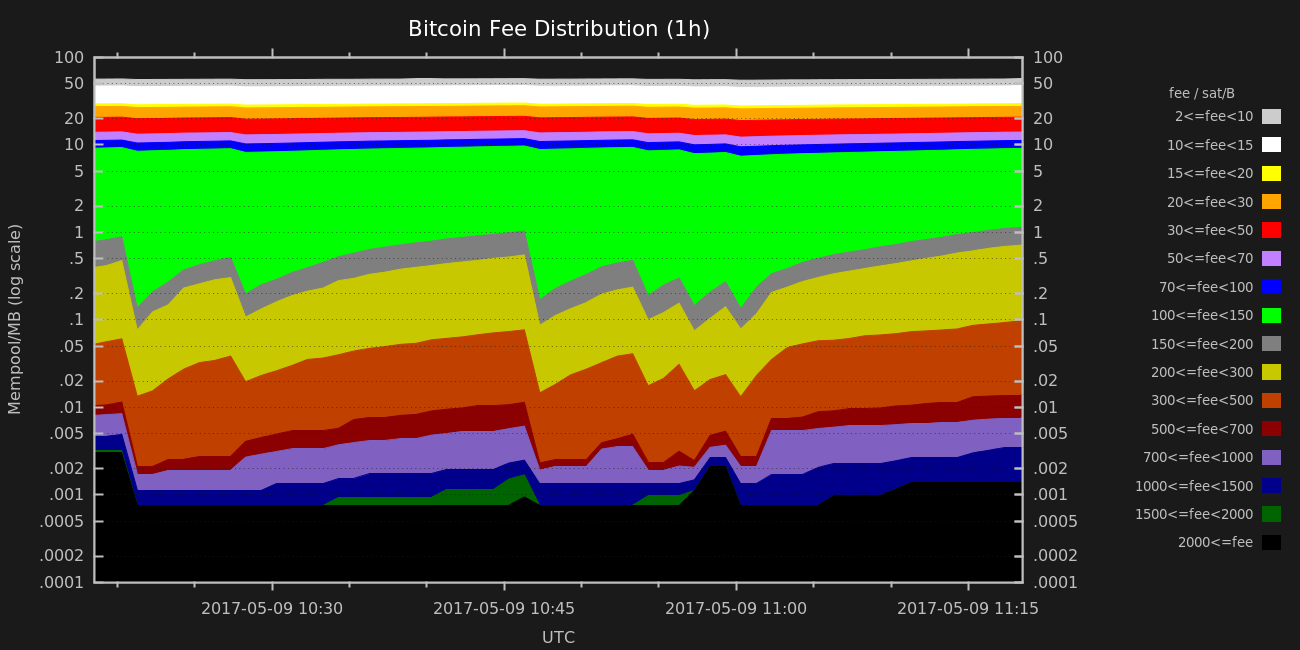 Bitcoin Fee Distribution (1h)
100
50
20
10
5
2
1
.5
.2
.1
.05
.02
.01
.005
.002
.001
.0005
.0002
.0001
Mempool/MB (log scale)
100
50
20
10
5
2
1
.5
.2
.1
.05
.02
.01
.005
.002
.001
.0005
.0002
.0001
2017-05-09 10:30 2017-05-09 10:45 2017-05-09 11:00 2017-05-09 11:15
UTC
fee / sat/B
2<=fee<10
10<=fee<15
15<=fee<20
20<=fee<30
30<=fee<50
50<=fee<70
70<=fee<100
100<=fee<150
150<=fee<200
200<=fee<300
300<=fee<500
500<=fee<700
700<=fee<1000
1000<=fee<1500
1500<=fee<2000
2000<=fee